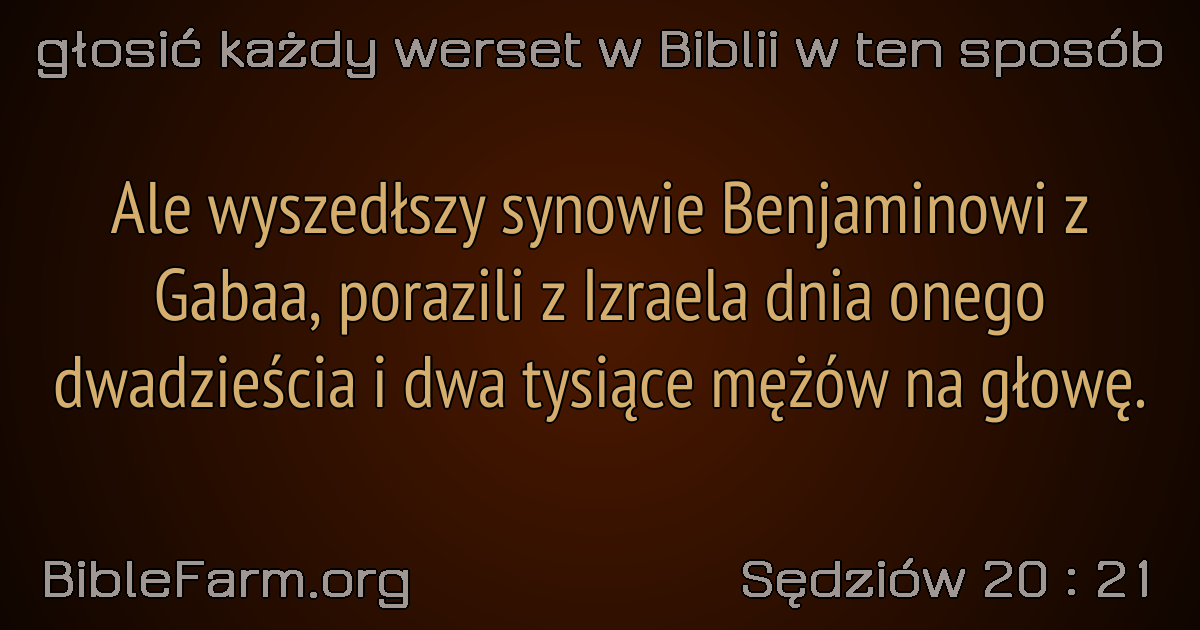 głosić każdy werset w Biblii w ten sposób
Ale wyszedłszy synowie Benjaminowi z
Gabaa, porazili z Izraela dnia onego
dwadzieścia i dwa tysiące mężów na głowę.
BibleFarm.org
Sędziów 20 : 21